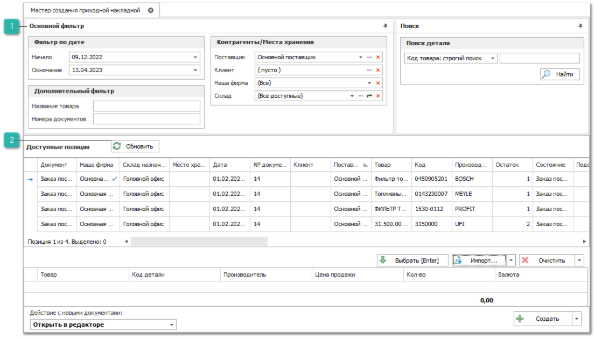 Мастер создания приходной накладной
1
Основной фильтр
Поиск
Фильтр по дате
Начало 09.12.2022
Окончание 13.04.2023
Дополнительный фильтр
Название товара
Номера документов
Контрагенты/Места хранения
Поставщик Основной поставщик
Клиент ( пусто )
Наша фирма (Все)
Склад (Все доступные)
Поиск детали
Код товара: строгий поиск
Найти
2
Доступные позиции Обновить
Документ Наша фирма Склад назнач... Место хра... Дата № докуме... Клиент Постав... Товар Код Производ... Остаток Состояние
Заказ пос... Основна... Головной офис 01.02.202... 14 Основной ... Фильтр то... 0450905201 BOSCH 1 Заказ пос...
Заказ пос... Основная ... Головной офис 01.02.202... 14 Основной ... Топливны... 0143230007 MEYLE 1 Заказ пос...
Заказ пос... Основная ... Головной офис 01.02.202... 14 Основной ... ФИЛЬТР Т... 1530-0112 PROFIT 1 Заказ пос...
Заказ пос... Основная ... Головной офис 01.02.202... 14 Основной ... 31.500.00 ... 3150000 UFI 2 Заказ пос...
Позиция 1 из 4. Выделено: 0
Выбрать [Enter] Импорт... Очистить
Товар Код детали Производитель Цена продажи Кол-во Валюта
0,00
Действие с новыми документами:
Открыть в редакторе
Создать